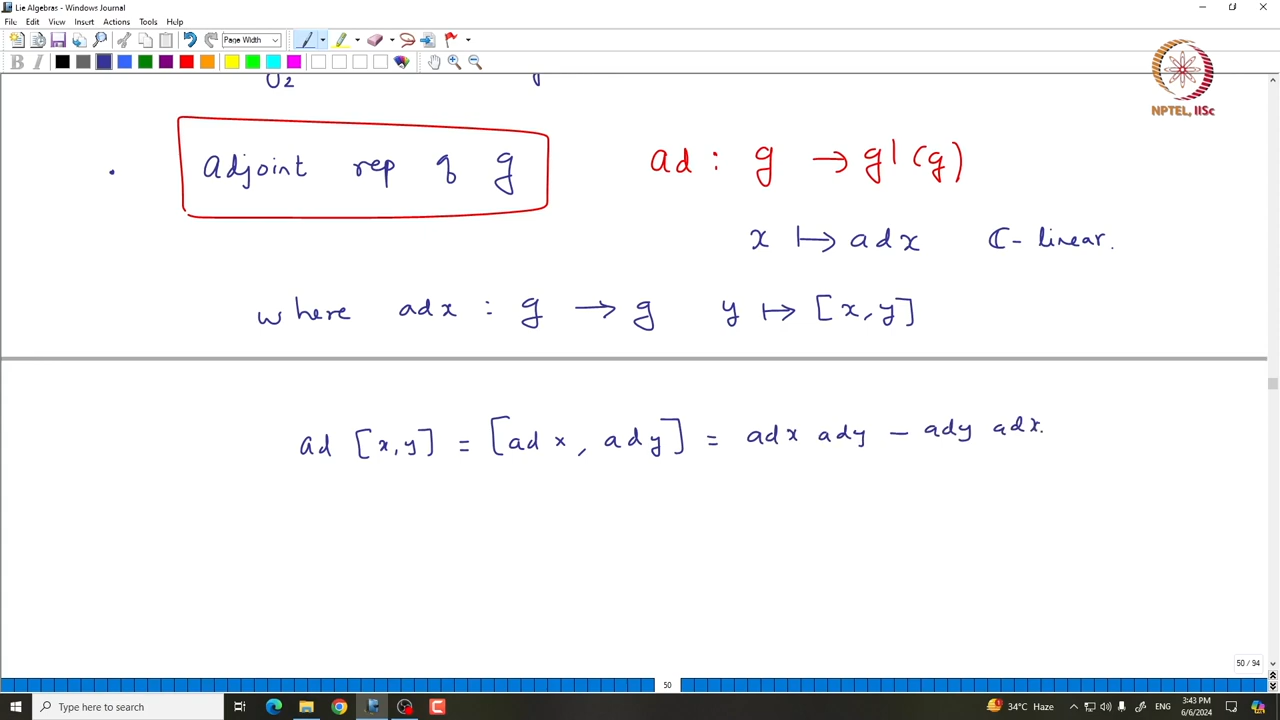 Lie Algebras - Windows Journal
File Edit View Insert Actions Tools Help
Page Width
B I
U2
NPTEL, IISc
. Adjoint rep of g ad : g → gl (g)
x ↦ ad x ℂ- linear.
where ad x : g → g y ↦ [x, y]
ad [x,y] = [ad x, ad y] = ad x ad y - ad y ad x.
50 / 94
50
Type here to search
34°C Haze
3:43 PM
6/6/2024